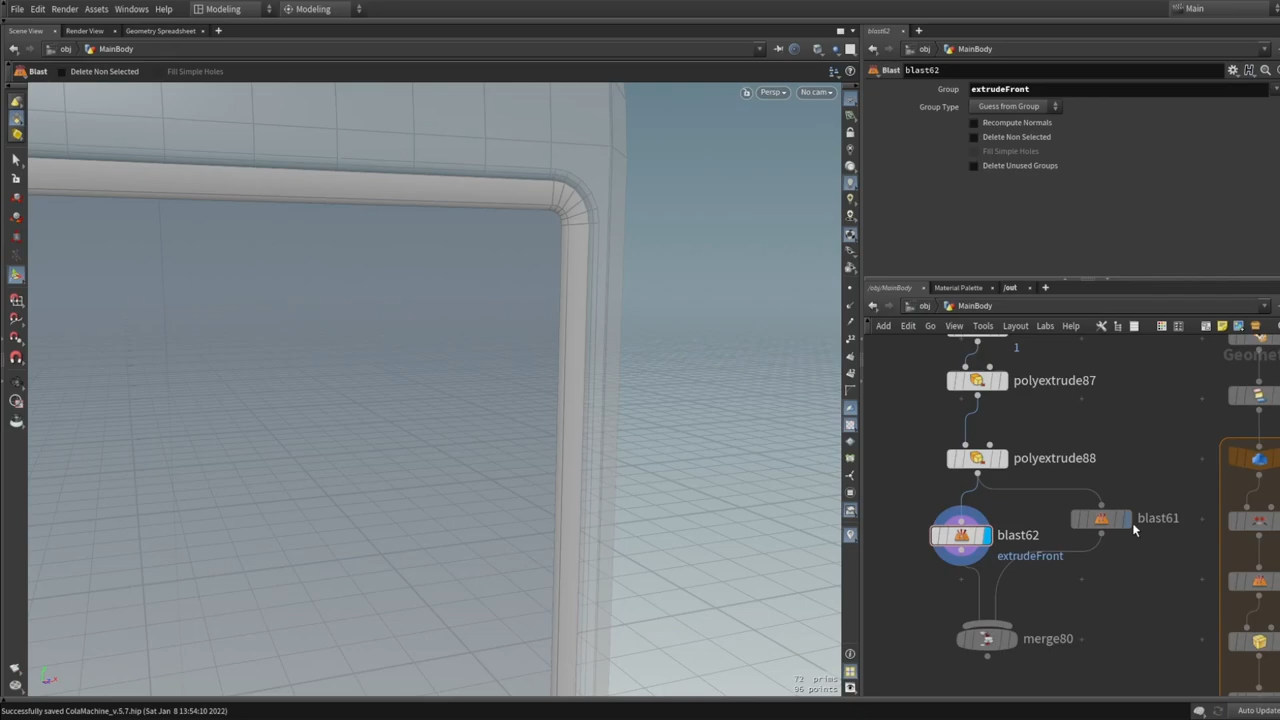 File Edit Render Assets Windows Help Modeling Modeling Main
Scene View Render View Geometry Spreadsheet
obj MainBody
Blast Delete Non Selected Fill Simple Holes
Persp No cam
72 prims
96 points
blast62
obj MainBody
Blast blast62
Group extrudeFront
Group Type Guess from Group
Recompute Normals
Delete Non Selected
Fill Simple Holes
Delete Unused Groups
/obj/MainBody Material Palette /out
obj MainBody
Add Edit Go View Tools Layout Labs Help
1
polyextrude87
polyextrude88
blast61
blast62
extrudeFront
merge80
Successfully saved ColaMachine_v.5.7.hip (Sat Jan 8 13:54:10 2022)
Auto Update